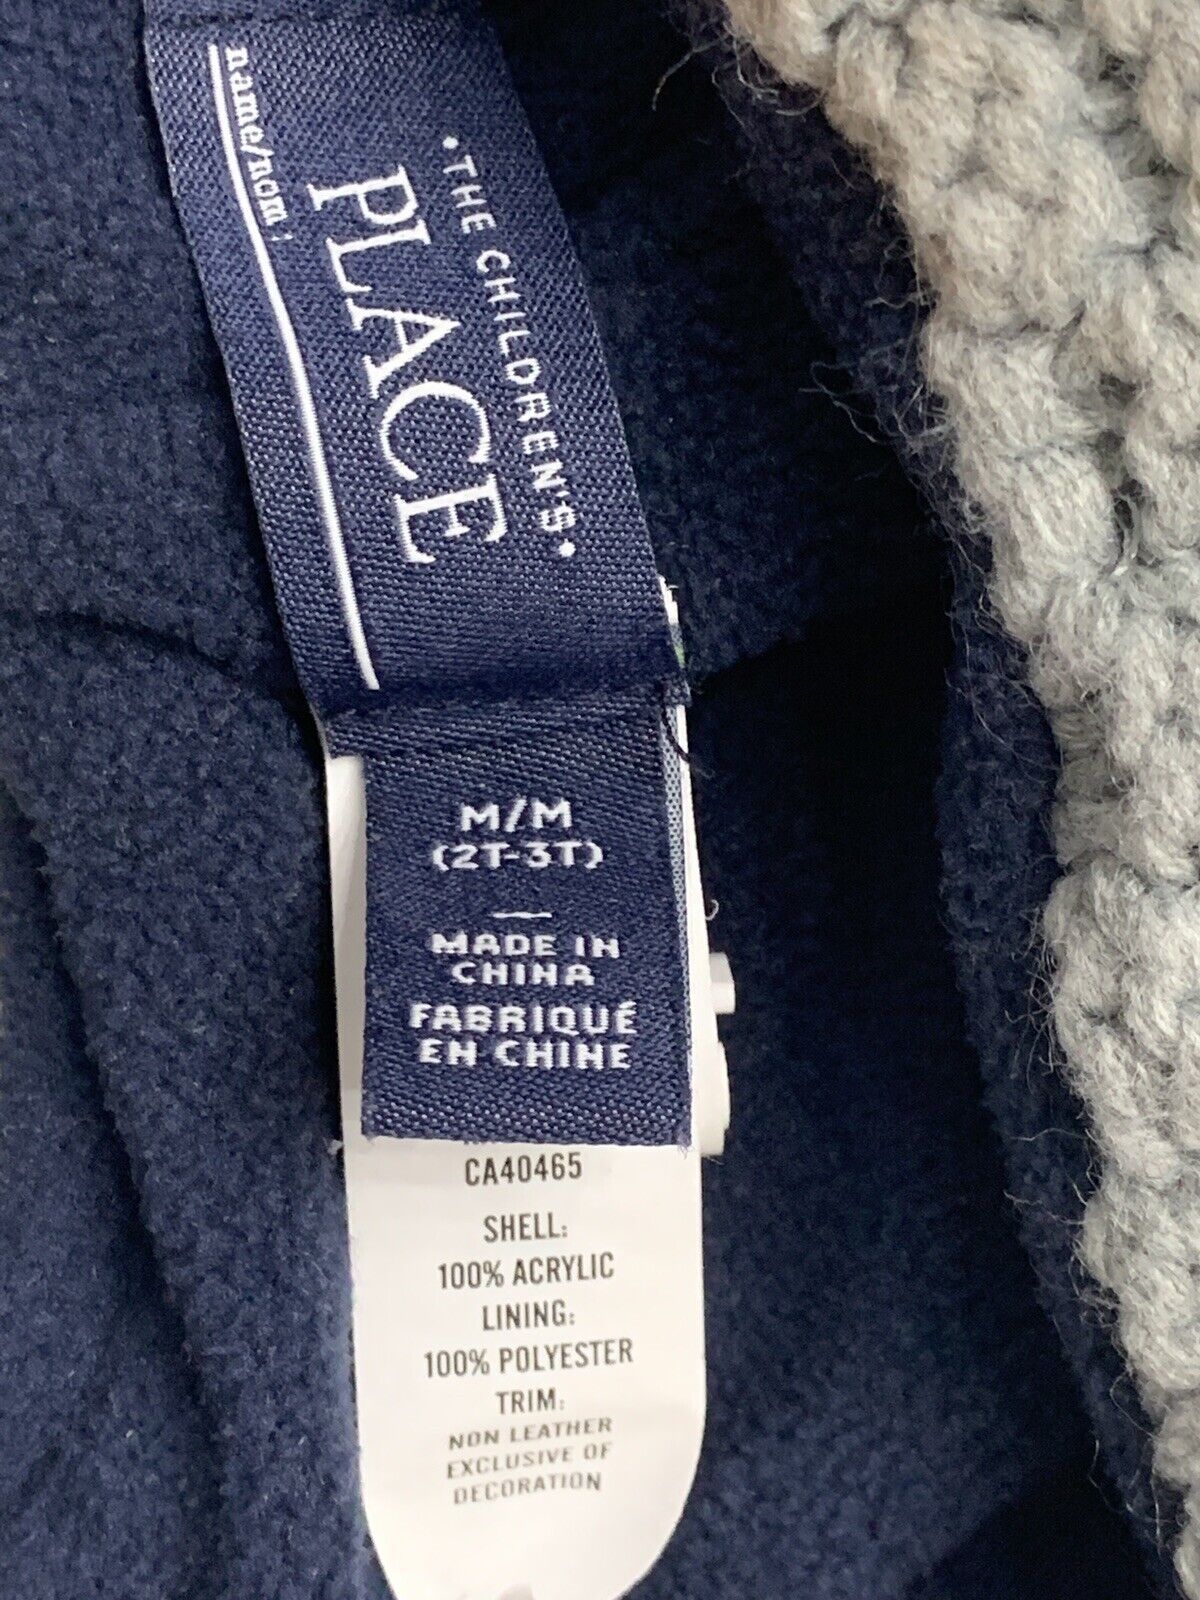 ·THE CHILDREN'S·
PLACE
name/nom:
M/M
(2T-3T)
MADE IN
CHINA
FABRIQUÉ
EN CHINE
CA40465
SHELL:
100% ACRYLIC
LINING:
100% POLYESTER
TRIM:
NON LEATHER
EXCLUSIVE OF
DECORATION